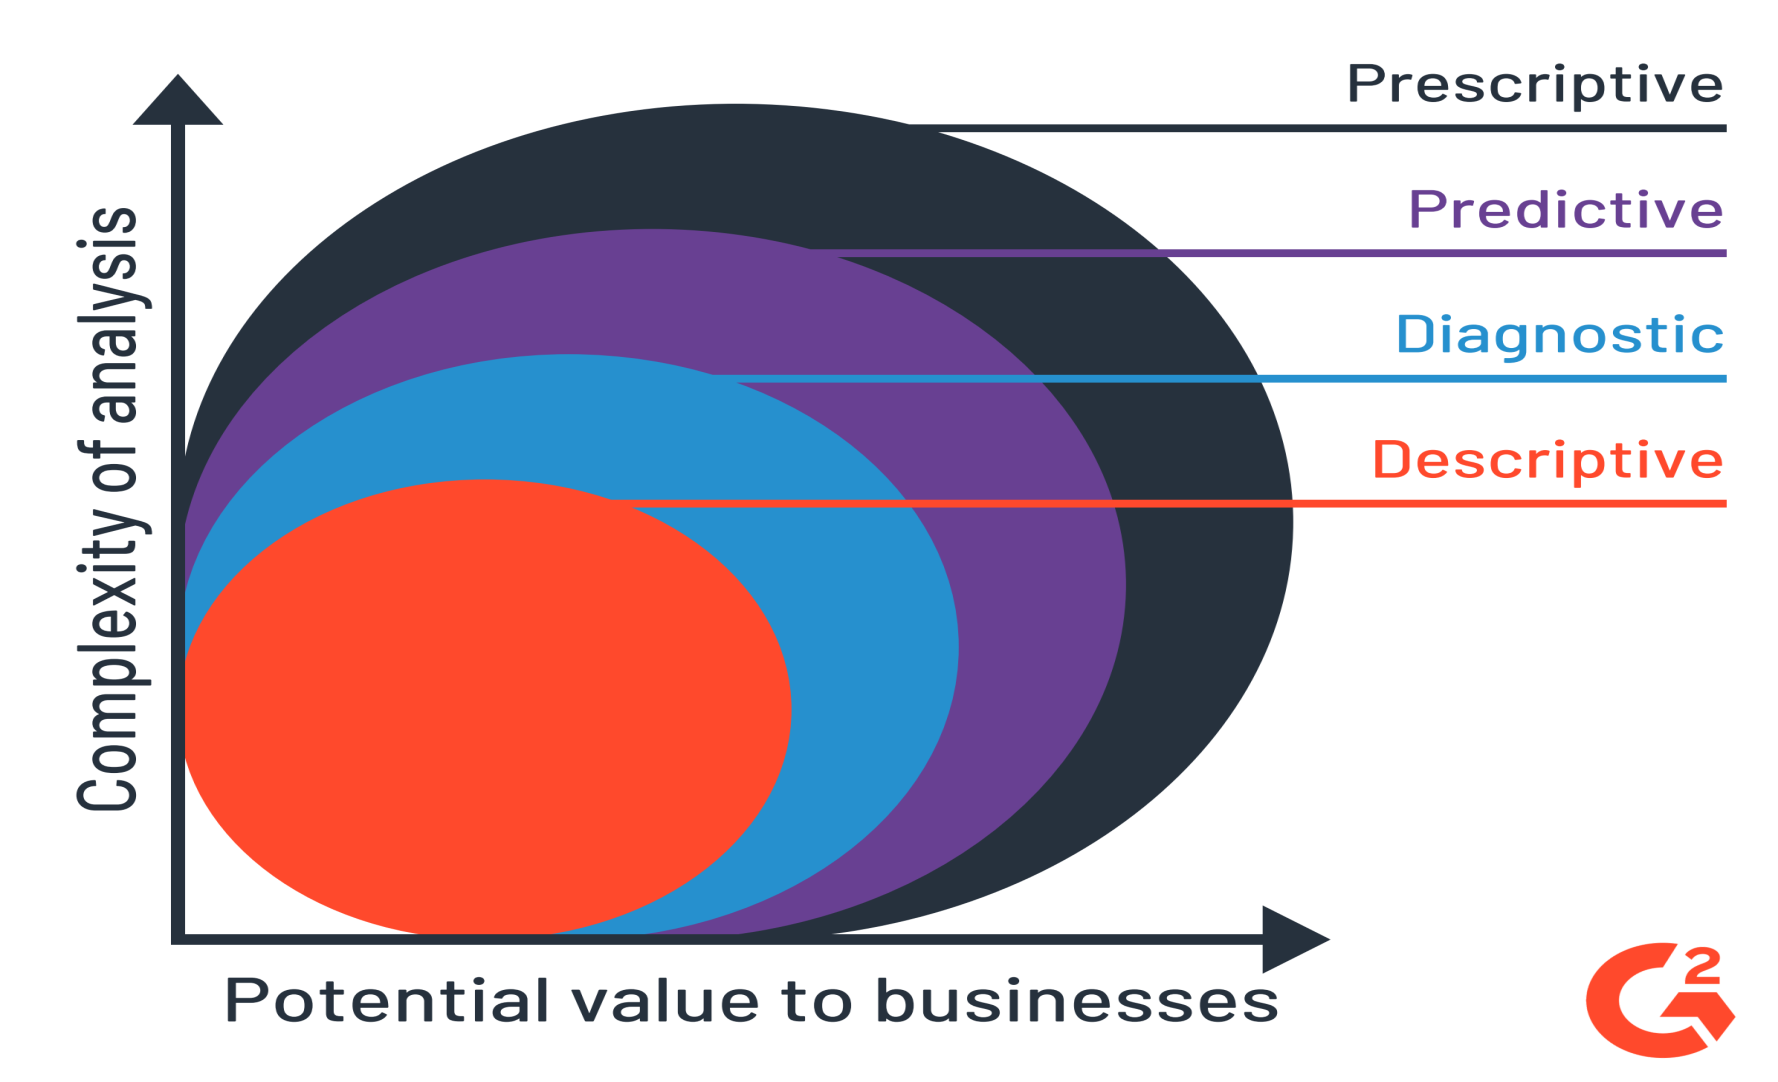 Prescriptive
Predictive
Diagnostic
Descriptive
Complexity of analysis
Potential value to businesses
G2